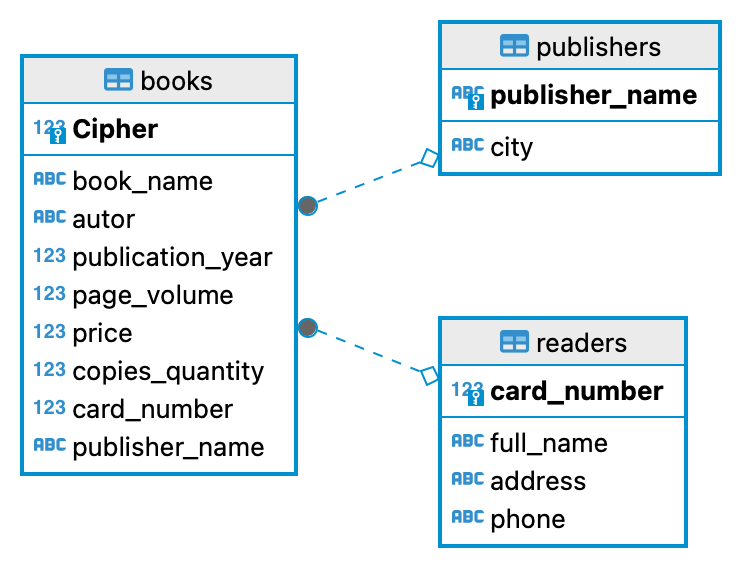 books
123 Cipher
ABC book_name
ABC autor
123 publication_year
123 page_volume
123 price
123 copies_quantity
123 card_number
ABC publisher_name
publishers
ABC publisher_name
ABC city
readers
123 card_number
ABC full_name
ABC address
ABC phone